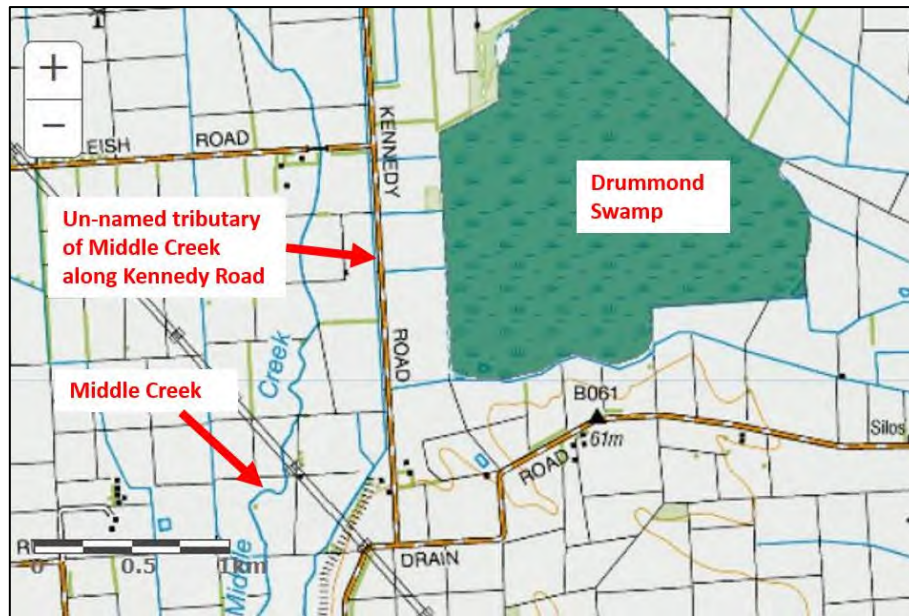 +
−
EISH ROAD
KENNEDY
Drummond
Swamp
Un-named tributary
of Middle Creek
along Kennedy Road
ROAD
Creek
Middle Creek
B061
61m
Silos
ROAD
DRAIN
Middle
0 0.5 1km